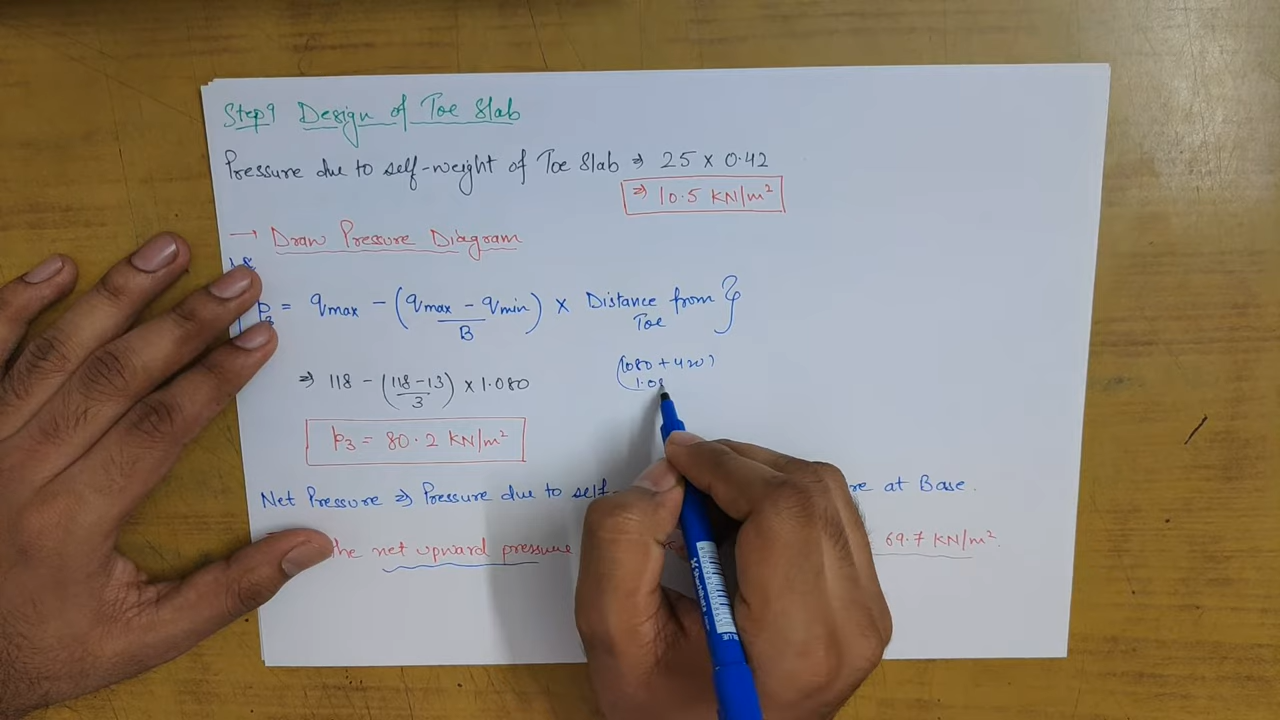 Step 9 Design of Toe Slab
Pressure due to self-weight of Toe Slab ⇒ 25 × 0.42
⇒ 10.5 KN/m²
→ Draw Pressure Diagram
p₃ = qmax − (qmax − qmin / B) × Distance from Toe }
(1080 + 420)
1.08
⇒ 118 − (118 − 13 / 3) × 1.080
p₃ = 80.2 KN/m²
Net Pressure ⇒ Pressure due to self- at Base.
the net upward pressure 69.7 KN/m².
BLUE